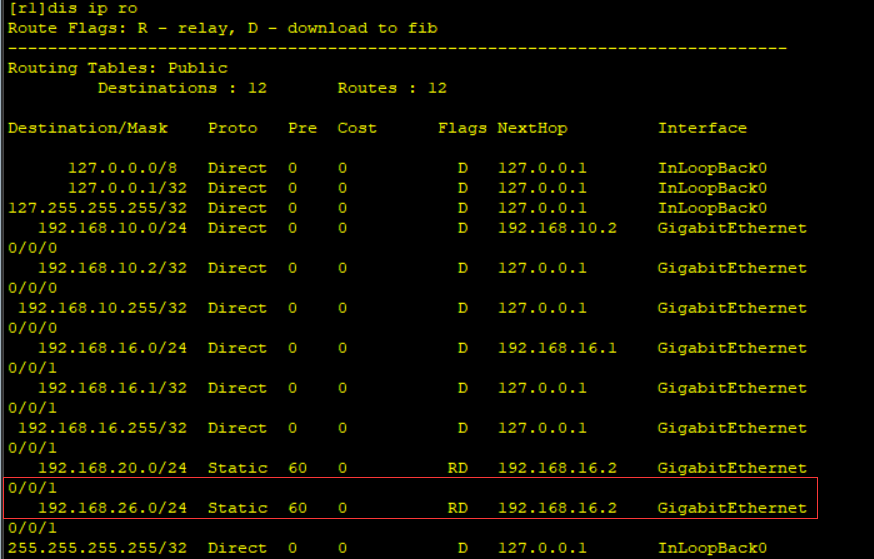 [r1]dis ip ro
Route Flags: R - relay, D - download to fib
------------------------------------------------------------------------------
Routing Tables: Public
         Destinations : 12       Routes : 12

Destination/Mask    Proto   Pre  Cost      Flags NextHop         Interface

      127.0.0.0/8   Direct  0    0           D   127.0.0.1       InLoopBack0
      127.0.0.1/32  Direct  0    0           D   127.0.0.1       InLoopBack0
127.255.255.255/32  Direct  0    0           D   127.0.0.1       InLoopBack0
   192.168.10.0/24  Direct  0    0           D   192.168.10.2    GigabitEthernet
0/0/0
   192.168.10.2/32  Direct  0    0           D   127.0.0.1       GigabitEthernet
0/0/0
 192.168.10.255/32  Direct  0    0           D   127.0.0.1       GigabitEthernet
0/0/0
   192.168.16.0/24  Direct  0    0           D   192.168.16.1    GigabitEthernet
0/0/1
   192.168.16.1/32  Direct  0    0           D   127.0.0.1       GigabitEthernet
0/0/1
 192.168.16.255/32  Direct  0    0           D   127.0.0.1       GigabitEthernet
0/0/1
   192.168.20.0/24  Static  60   0          RD   192.168.16.2    GigabitEthernet
0/0/1
   192.168.26.0/24  Static  60   0          RD   192.168.16.2    GigabitEthernet
0/0/1
255.255.255.255/32  Direct  0    0           D   127.0.0.1       InLoopBack0